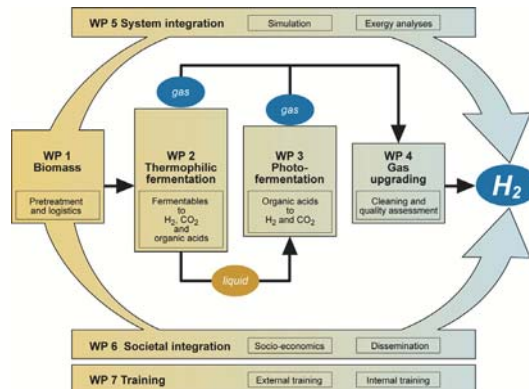 WP 5 System integration
Simulation
Exergy analyses
gas
gas
WP 1
Biomass
Pretreatment
and logistics
WP 2
Thermophilic
fermentation
Fermentables
to
H2, CO2
and
organic acids
WP 3
Photo-
fermentation
Organic acids
to
H2 and CO2
WP 4
Gas
upgrading
Cleaning and
quality assessment
H2
liquid
WP 6 Societal integration
Socio-economics
Dissemination
WP 7 Training
External training
Internal training